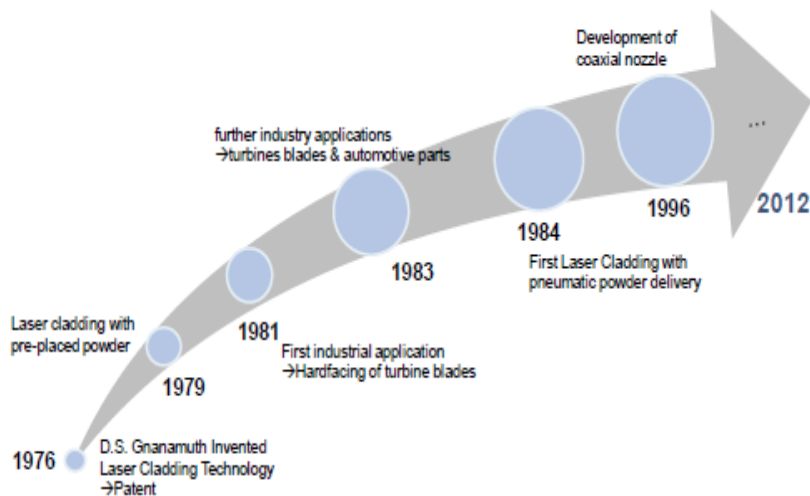 Development of
coaxial nozzle
...
further industry applications
→turbines blades & automotive parts
2012
1996
1984
1983
First Laser Cladding with
pneumatic powder delivery
Laser cladding with
pre-placed powder
1981
First industrial application
→Hardfacing of turbine blades
1979
1976
D.S. Gnanamuth Invented
Laser Cladding Technology
→Patent